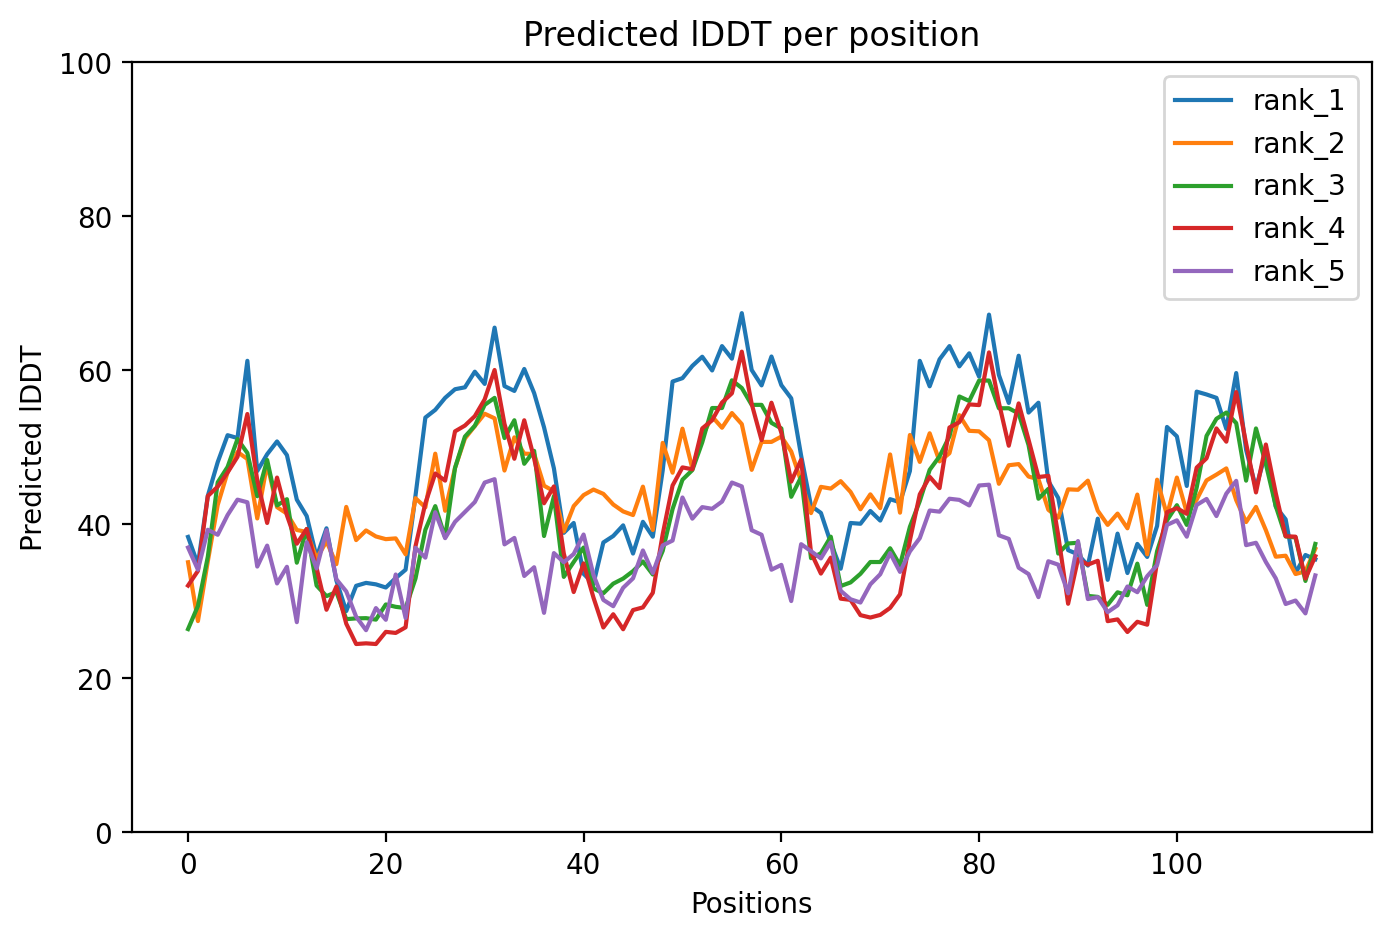 Predicted lDDT per position
100
80
60
40
20
0
Predicted lDDT
0 20 40 60 80 100
Positions
rank_1
rank_2
rank_3
rank_4
rank_5